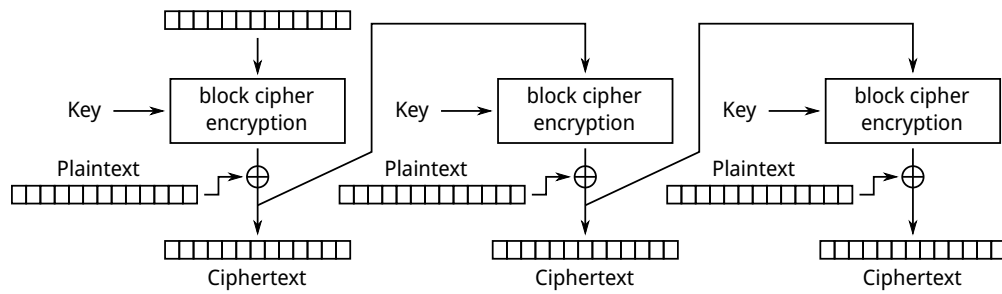 block cipher
encryption
Key
Plaintext
Ciphertext
block cipher
encryption
Key
Plaintext
Ciphertext
block cipher
encryption
Key
Plaintext
Ciphertext